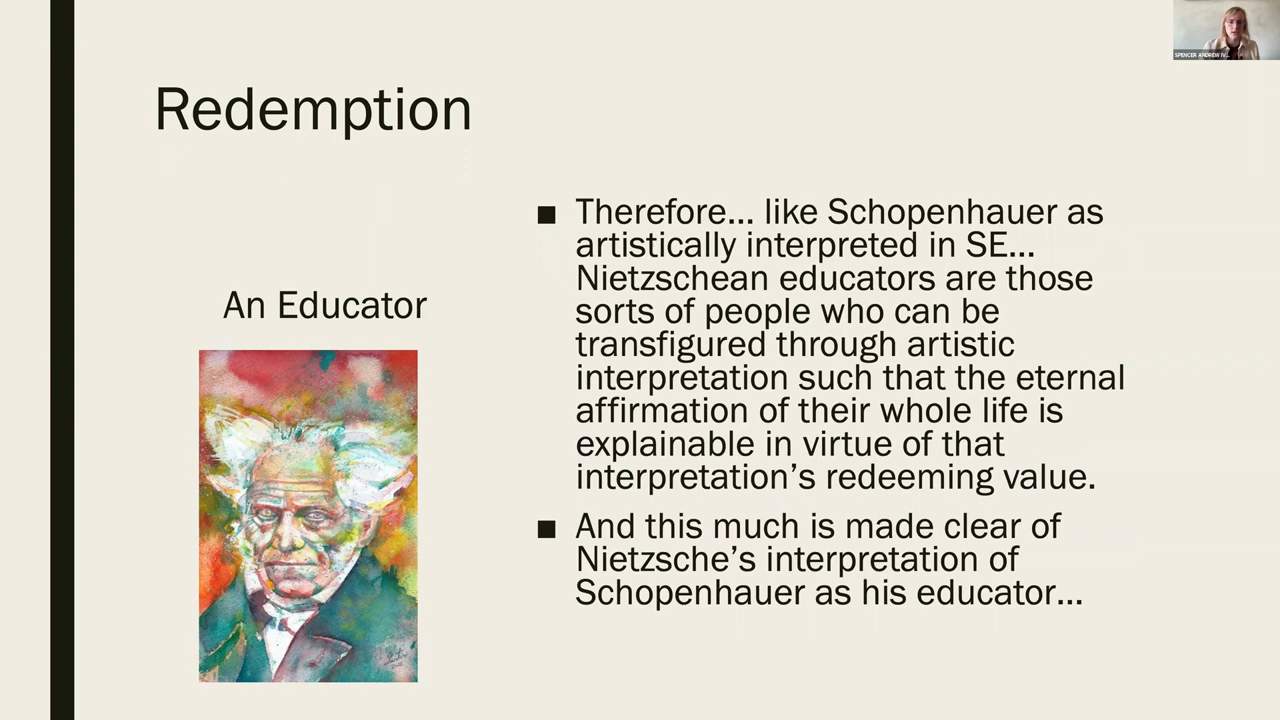 SPENCER ANDREW IV...
Redemption
An Educator
■ Therefore... like Schopenhauer as
artistically interpreted in SE...
Nietzschean educators are those
sorts of people who can be
transfigured through artistic
interpretation such that the eternal
affirmation of their whole life is
explainable in virtue of that
interpretation’s redeeming value.
■ And this much is made clear of
Nietzsche’s interpretation of
Schopenhauer as his educator...